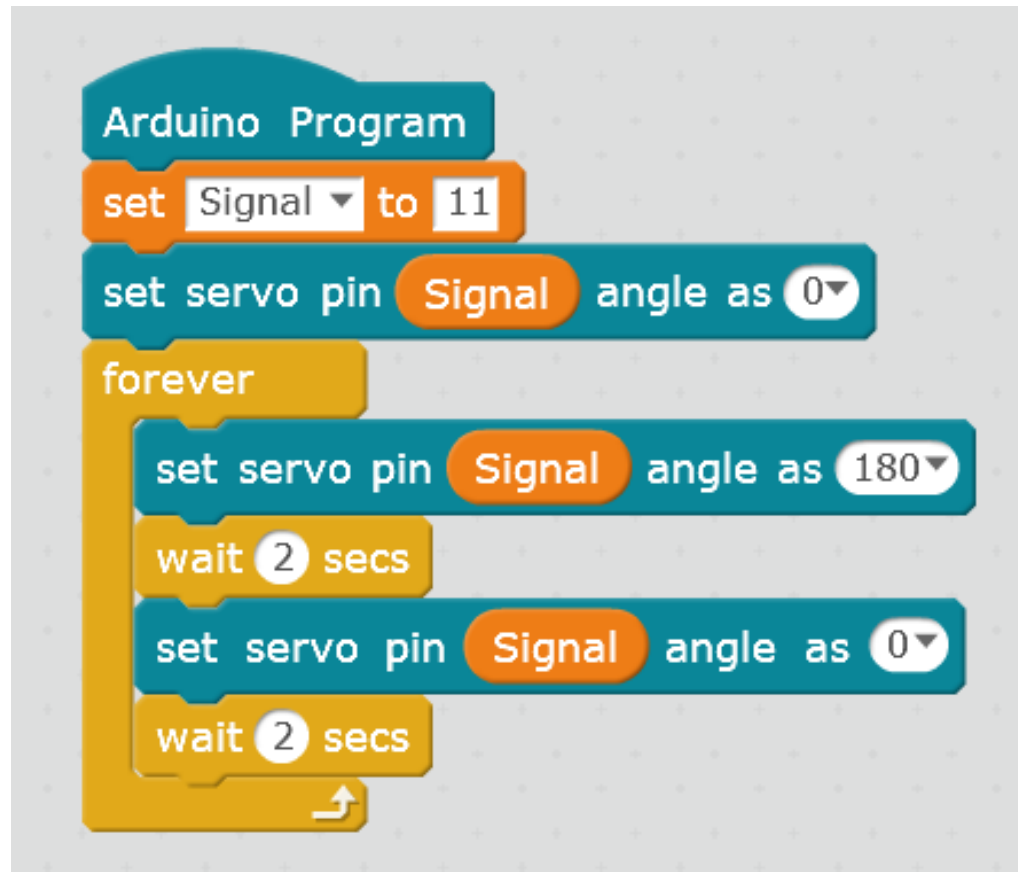 Arduino Program
set Signal to 11
set servo pin Signal angle as 0
forever
set servo pin Signal angle as 180
wait 2 secs
set servo pin Signal angle as 0
wait 2 secs